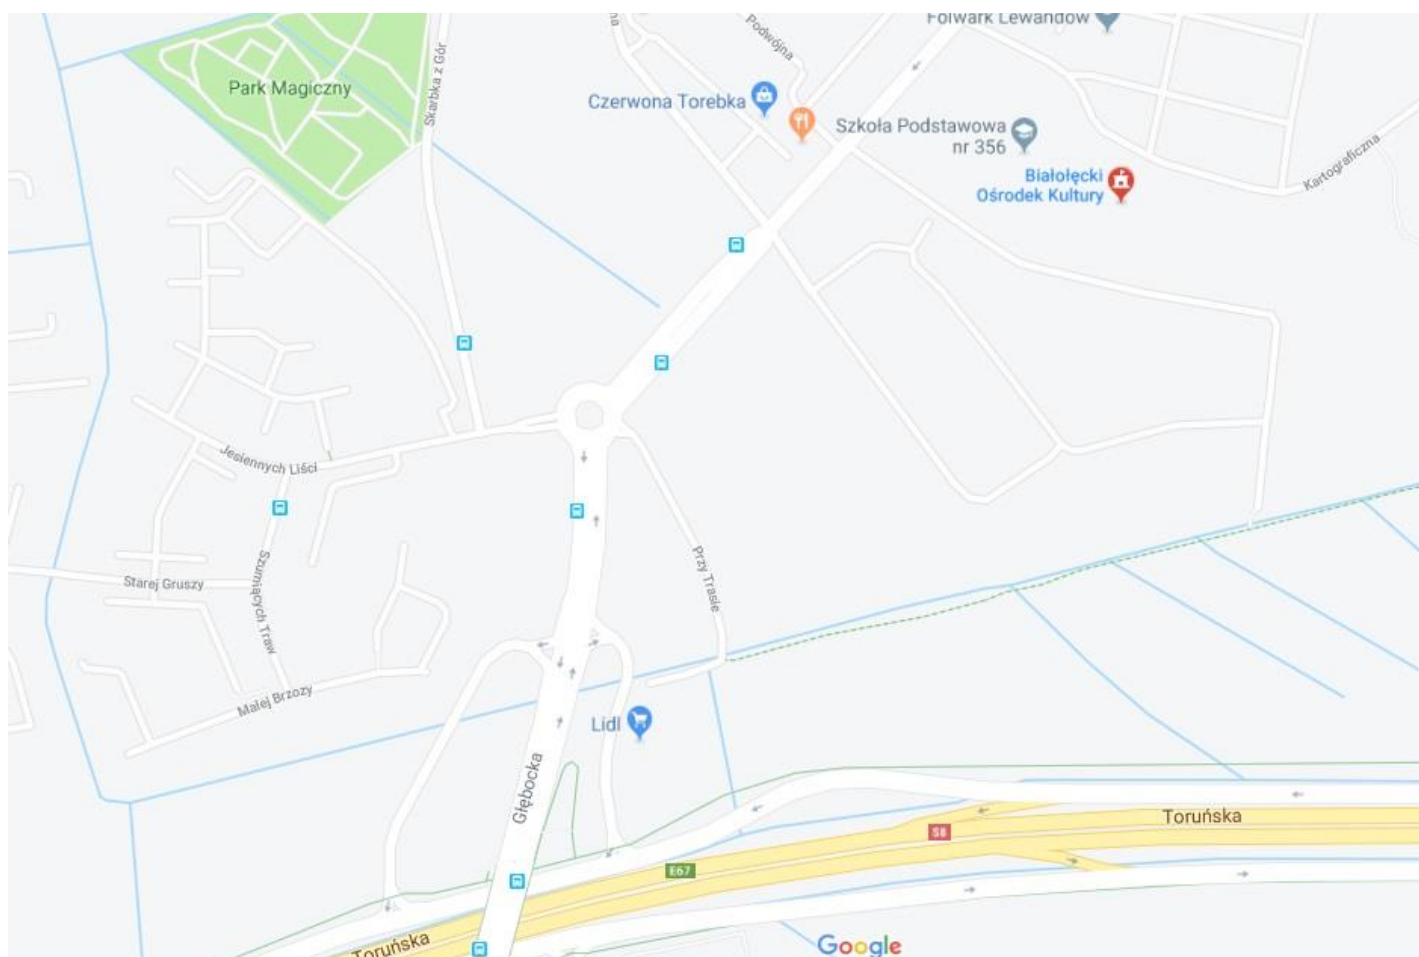 Folwark Lewandów
Podwójna
Skarbka z Gór
Park Magiczny
Czerwona Torebka
Szkoła Podstawowa
nr 356
Białołęcki
Ośrodek Kultury
Kartograficzna
Jesiennych Liści
Starej Gruszy
Szumiących Traw
Przy Trasie
Małej Brzozy
Lidl
Głębocka
Toruńska
S8
E67
Toruńska
Google